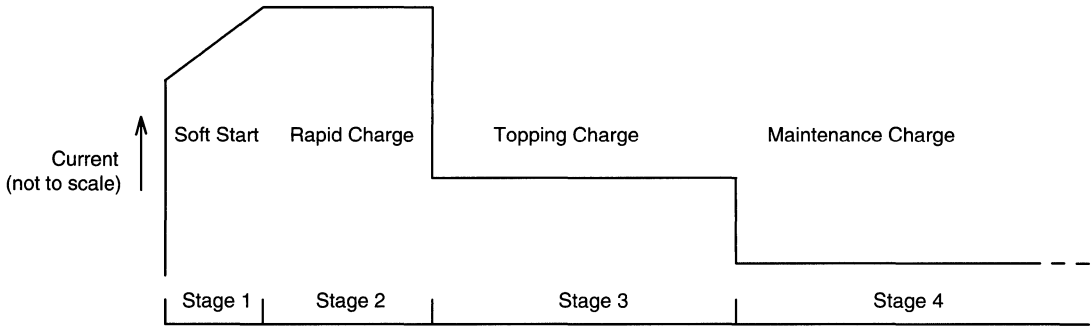 Soft Start
Rapid Charge
Topping Charge
Maintenance Charge
Current
(not to scale)
Stage 1
Stage 2
Stage 3
Stage 4